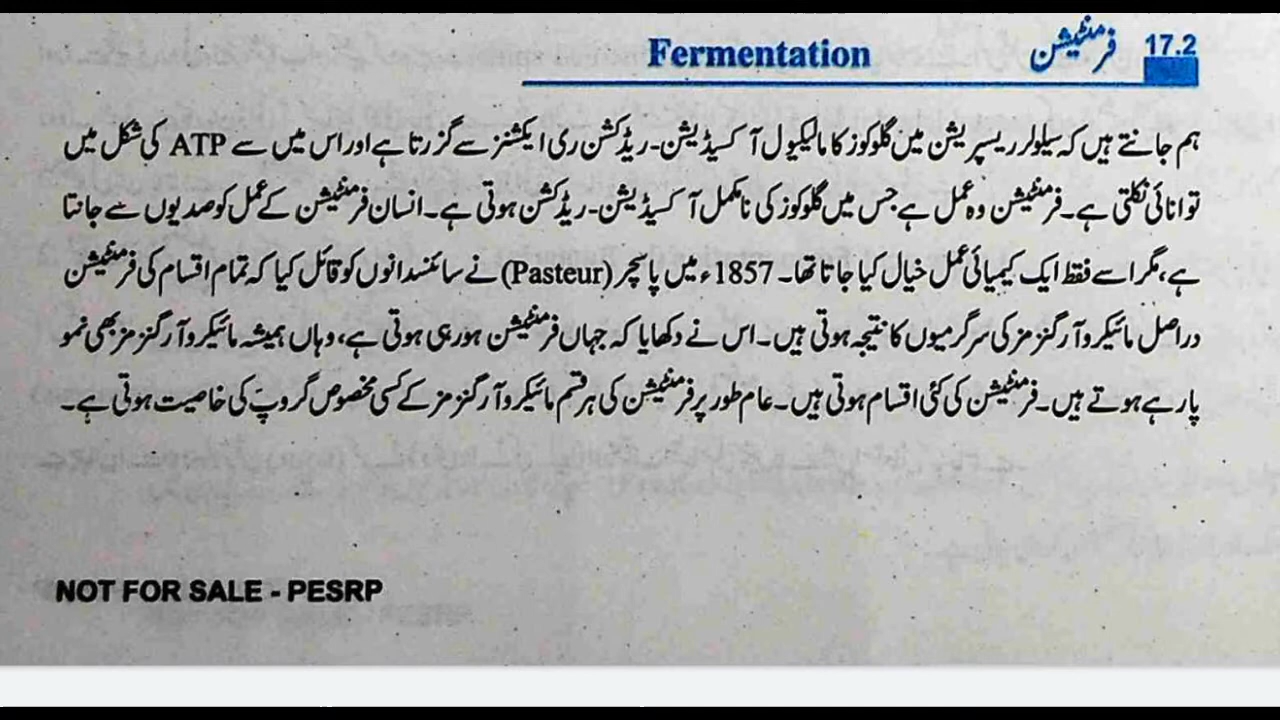 17.2 فرمنٹیشن Fermentation
ہم جانتے ہیں کہ سیلولر ریسپریشن میں گلوکوز کا مالیکیول آکسیڈیشن-ریڈکشن ری ایکشنز سے گزرتا ہے اور اس میں سے ATP کی شکل میں
توانائی نکلتی ہے۔ فرمنٹیشن وہ عمل ہے جس میں گلوکوز کی نامکمل آکسیڈیشن-ریڈکشن ہوتی ہے۔ انسان فرمنٹیشن کے عمل کو صدیوں سے جانتا
ہے، مگر اسے فقط ایک کیمیائی عمل خیال کیا جاتا تھا۔ 1857ء میں پاسچر (Pasteur) نے سائنسدانوں کو قائل کیا کہ تمام اقسام کی فرمنٹیشن
دراصل مائیکرو آرگنزمز کی سرگرمیوں کا نتیجہ ہوتی ہیں۔ اس نے دکھایا کہ جہاں فرمنٹیشن ہو رہی ہوتی ہے، وہاں ہمیشہ مائیکرو آرگنزمز بھی نمو
پا رہے ہوتے ہیں۔ فرمنٹیشن کی کئی اقسام ہوتی ہیں۔ عام طور پر فرمنٹیشن کی ہر قسم مائیکرو آرگنزمز کے کسی مخصوص گروپ کی خاصیت ہوتی ہے۔
NOT FOR SALE - PESRP